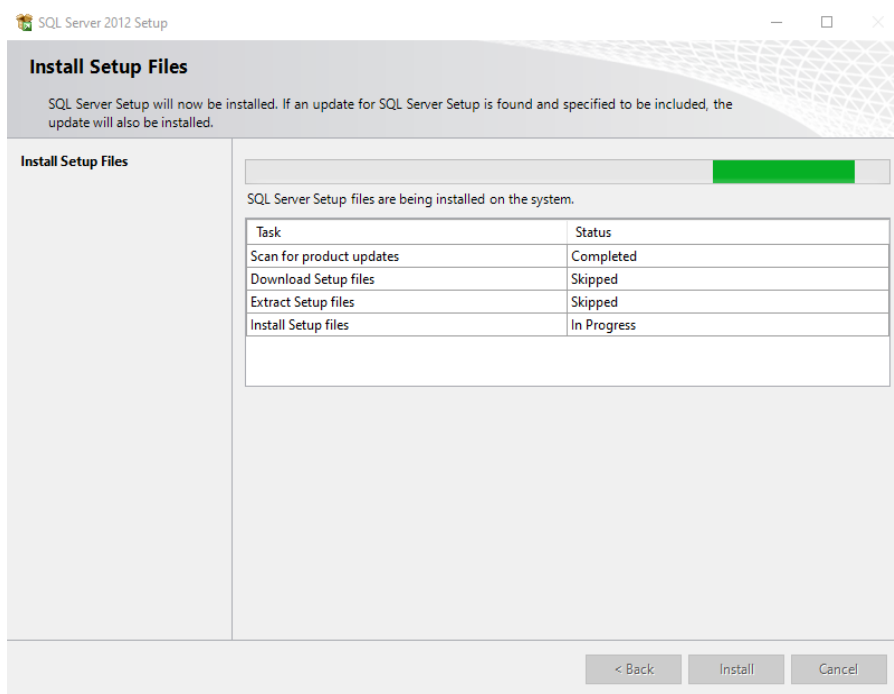 SQL Server 2012 Setup
Install Setup Files
SQL Server Setup will now be installed. If an update for SQL Server Setup is found and specified to be included, the
update will also be installed.
Install Setup Files
SQL Server Setup files are being installed on the system.
Task Status
Scan for product updates Completed
Download Setup files Skipped
Extract Setup files Skipped
Install Setup files In Progress
< Back Install Cancel